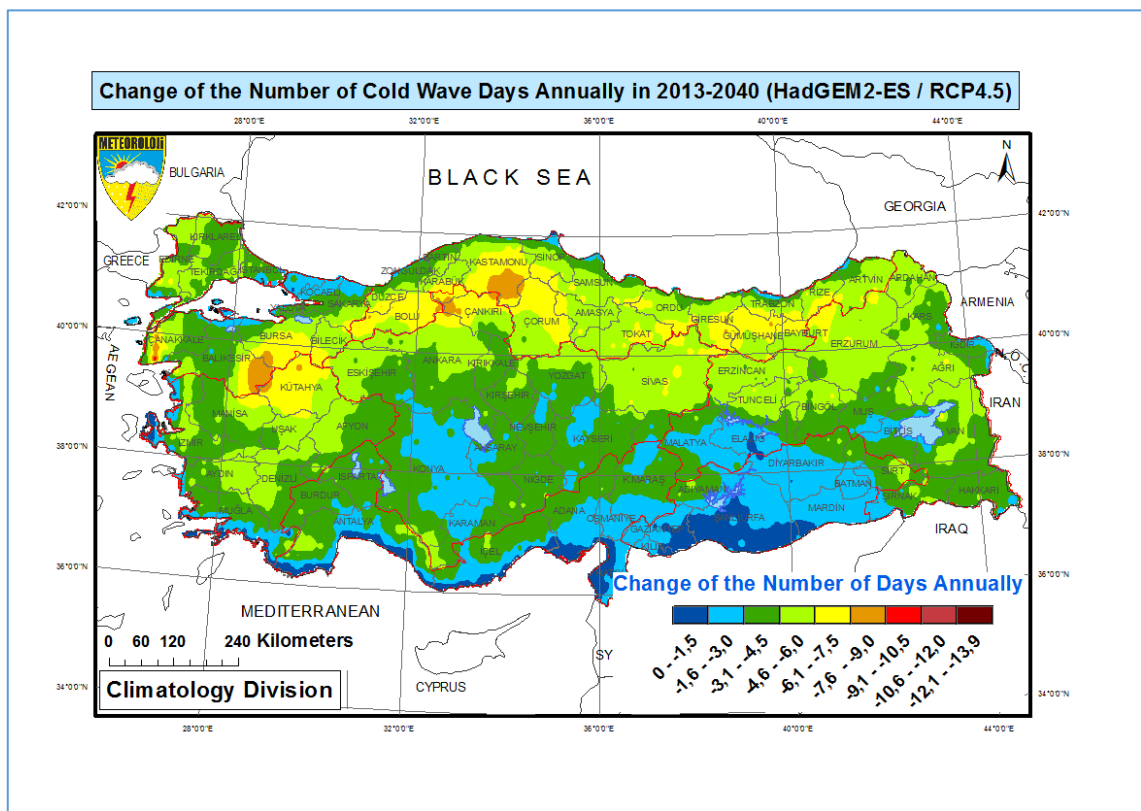 Change of the Number of Cold Wave Days Annually in 2013-2040 (HadGEM2-ES / RCP4.5)
28°0'0"E 32°0'0"E 36°0'0"E 40°0'0"E 44°0'0"E
METEOROLOJİ
N
BULGARIA
BLACK SEA
GEORGIA
42°0'0"N 42°0'0"N
KIRKLARELİ
GREECE
EDİRNE
TEKİRDAĞ
İSTANBUL
KOCAELİ
YALOVA
SAKARYA
DÜZCE
ZONGULDAK
BARTIN
KARABÜK
KASTAMONU
SİNOP
SAMSUN
ORDU
GİRESUN
TRABZON
RİZE
ARTVİN
ARDAHAN
ARMENIA
KARS
40°0'0"N 40°0'0"N
ÇANAKKALE
BALIKESİR
BURSA
BİLECİK
BOLU
ÇANKIRI
ÇORUM
AMASYA
TOKAT
GÜMÜŞHANE
BAYBURT
ERZURUM
IĞDIR
AĞRI
AEGEAN
KÜTAHYA
ESKİŞEHİR
ANKARA
KIRIKKALE
YOZGAT
SİVAS
ERZİNCAN
TUNCELİ
BİNGÖL
MUŞ
BİTLİS
VAN
IRAN
MANİSA
UŞAK
AFYON
KIRŞEHİR
NEVŞEHİR
AKSARAY
KAYSERİ
MALATYA
ELAZIĞ
DİYARBAKIR
38°0'0"N 38°0'0"N
İZMİR
AYDIN
DENİZLİ
ISPARTA
BURDUR
KONYA
NİĞDE
K.MARAŞ
ADIYAMAN
BATMAN
SİİRT
ŞIRNAK
HAKKARİ
MARDİN
MUĞLA
ANTALYA
KARAMAN
İÇEL
ADANA
OSMANİYE
IRAQ
36°0'0"N 36°0'0"N
MEDITERRANEAN
0 60 120 240 Kilometers
SY
CYPRUS
Climatology Division
34°0'0"N 34°0'0"N
Change of the Number of Days Annually
0 - -1,5
-1,6 - -3,0
-3,1 - -4,5
-4,6 - -6,0
-6,1 - -7,5
-7,6 - -9,0
-9,1 - -10,5
-10,6 - -12,0
-12,1 - -13,9
28°0'0"E 32°0'0"E 36°0'0"E 40°0'0"E 44°0'0"E